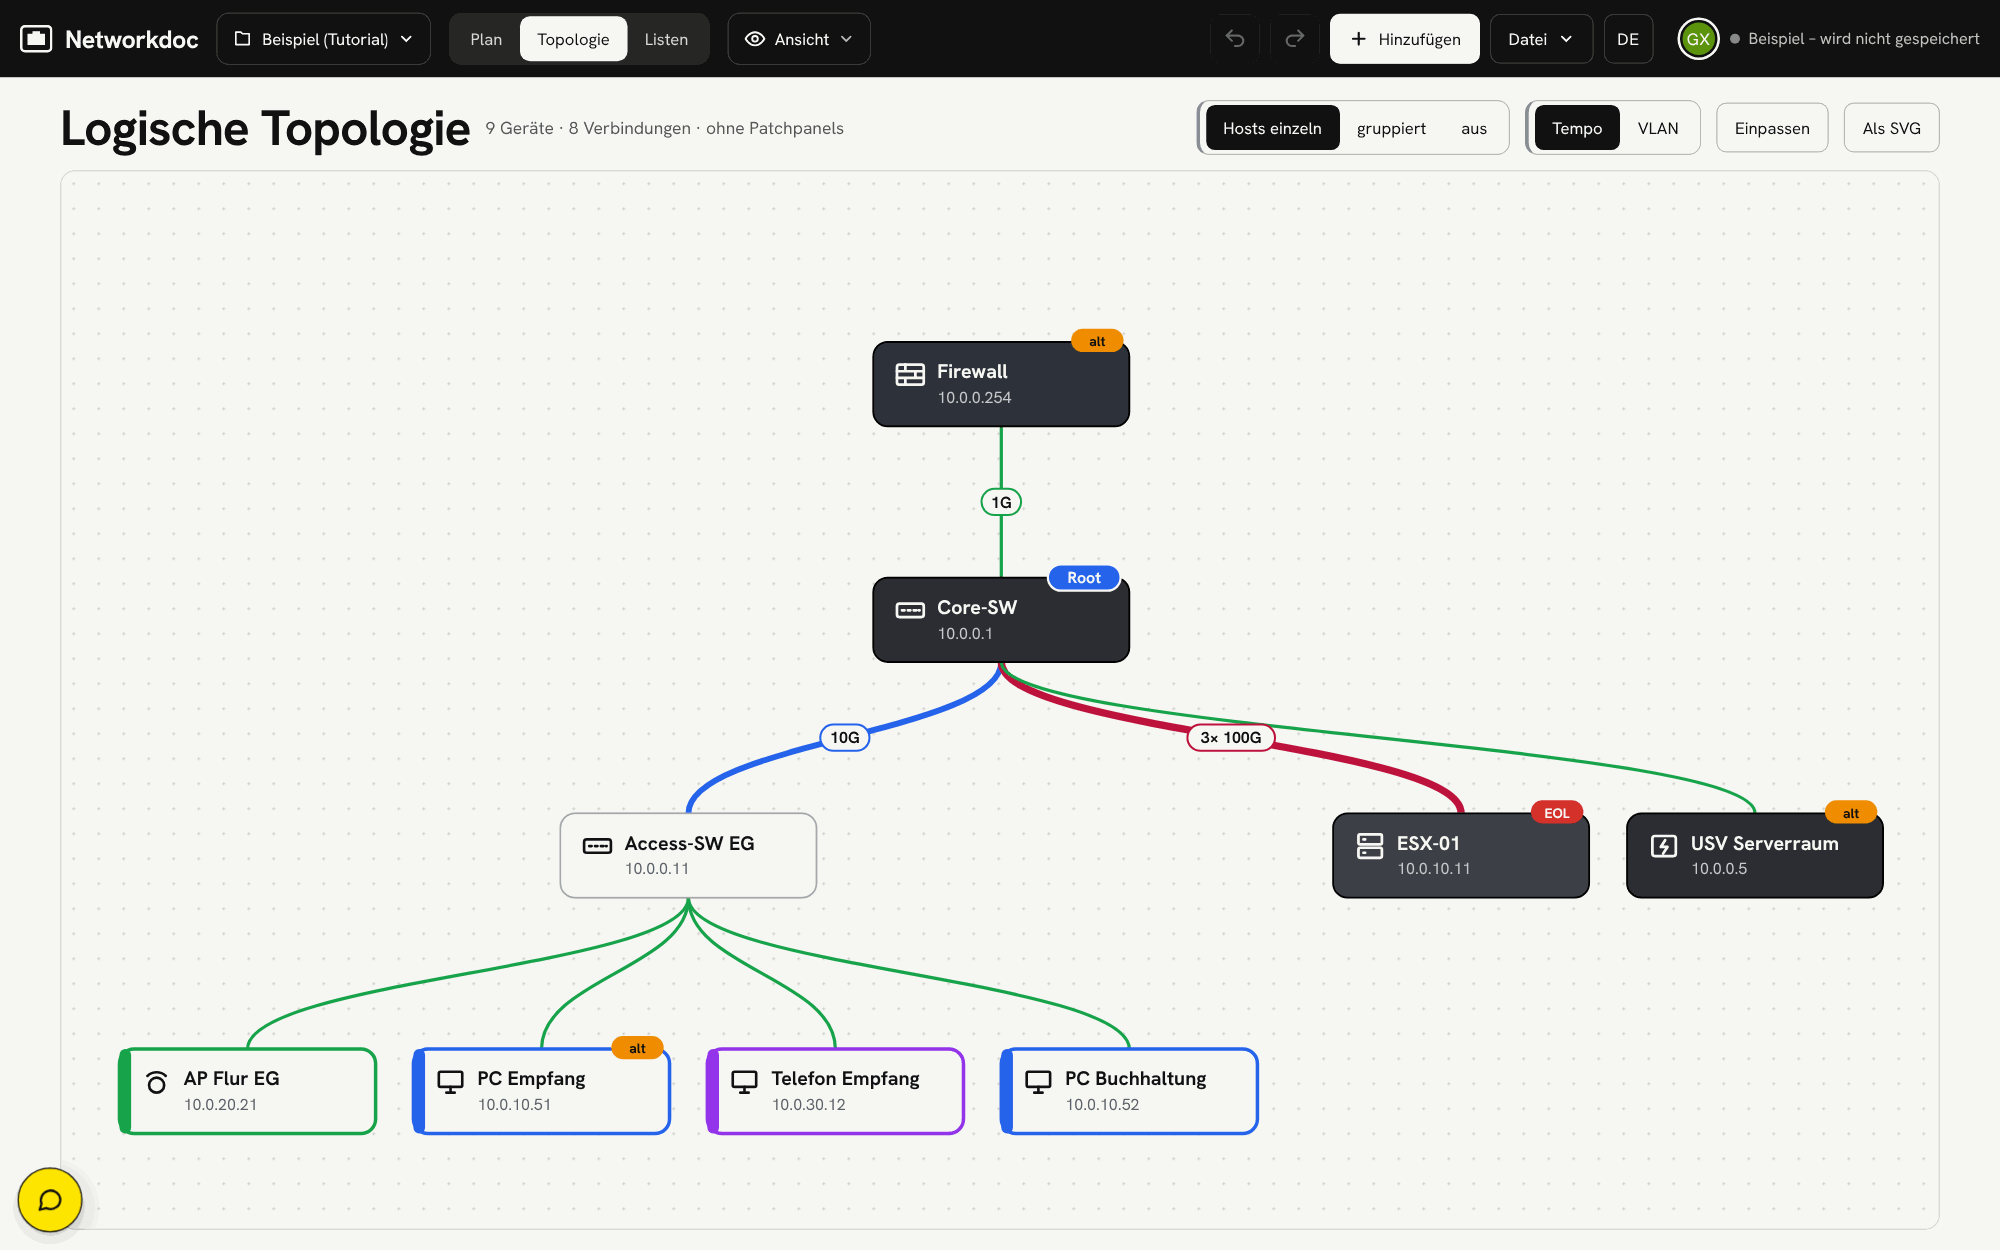 Networkdoc
Beispiel (Tutorial)
Plan
Topologie
Listen
Ansicht
Hinzufügen
Datei
DE
GX
Beispiel – wird nicht gespeichert
Logische Topologie
9 Geräte · 8 Verbindungen · ohne Patchpanels
Hosts einzeln
gruppiert
aus
Tempo
VLAN
Einpassen
Als SVG
alt
Firewall
10.0.0.254
1G
Root
Core-SW
10.0.0.1
10G
3× 100G
Access-SW EG
10.0.0.11
EOL
ESX-01
10.0.10.11
alt
USV Serverraum
10.0.0.5
AP Flur EG
10.0.20.21
alt
PC Empfang
10.0.10.51
Telefon Empfang
10.0.30.12
PC Buchhaltung
10.0.10.52